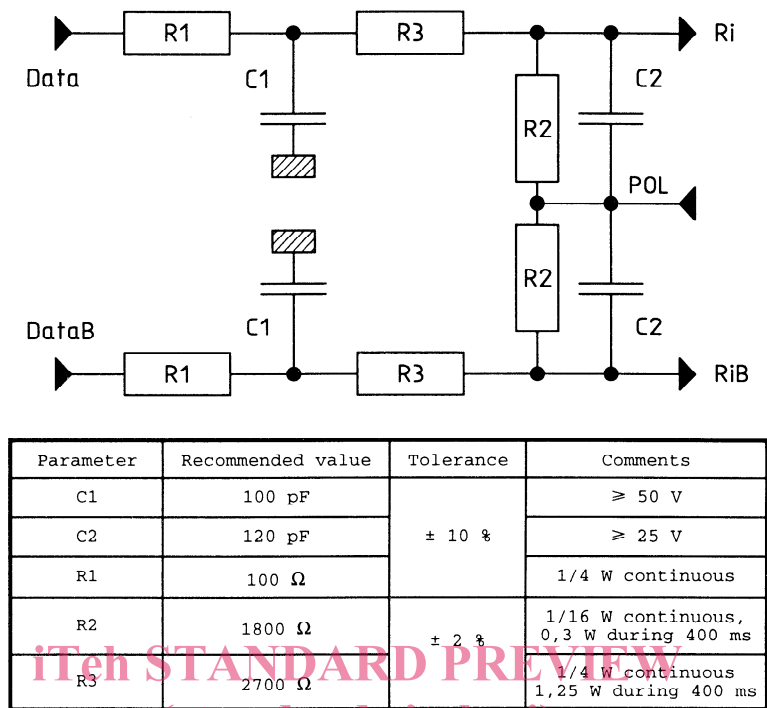 R1
R3
Ri
Data
C1
C2
R2
POL
R2
C1
C2
DataB
R1
R3
RiB
Parameter Recommended value Tolerance Comments
C1 100 pF ± 10 % ≥ 50 V
C2 120 pF ≥ 25 V
R1 100 Ω 1/4 W continuous
R2 1800 Ω ± 2 % 1/16 W continuous,
0,3 W during 400 ms
R3 2700 Ω 1/4 W continuous
1,25 W during 400 ms
iTeh STANDARD PREVIEW